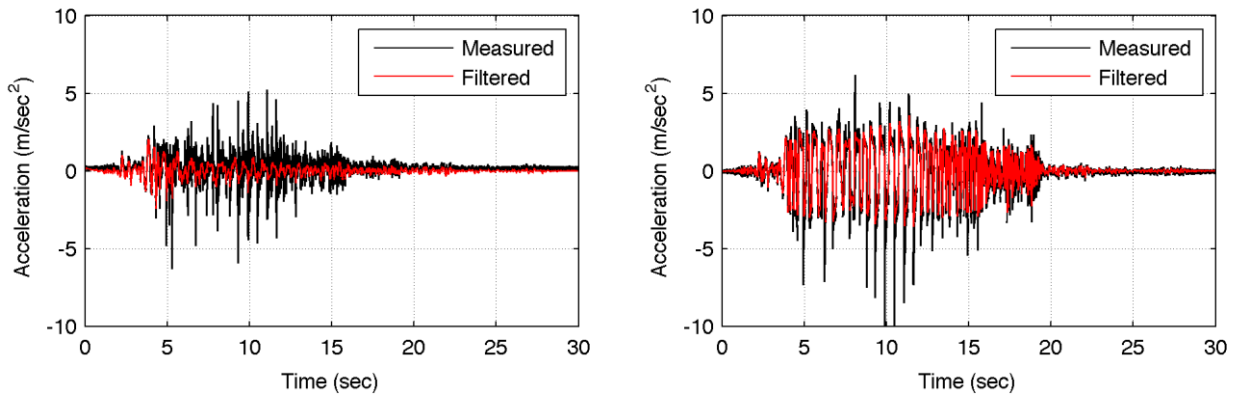 10
5
0
-5
-10
Acceleration (m/sec²)
Measured
Filtered
0 5 10 15 20 25 30
Time (sec)
10
5
0
-5
-10
Acceleration (m/sec²)
Measured
Filtered
0 5 10 15 20 25 30
Time (sec)